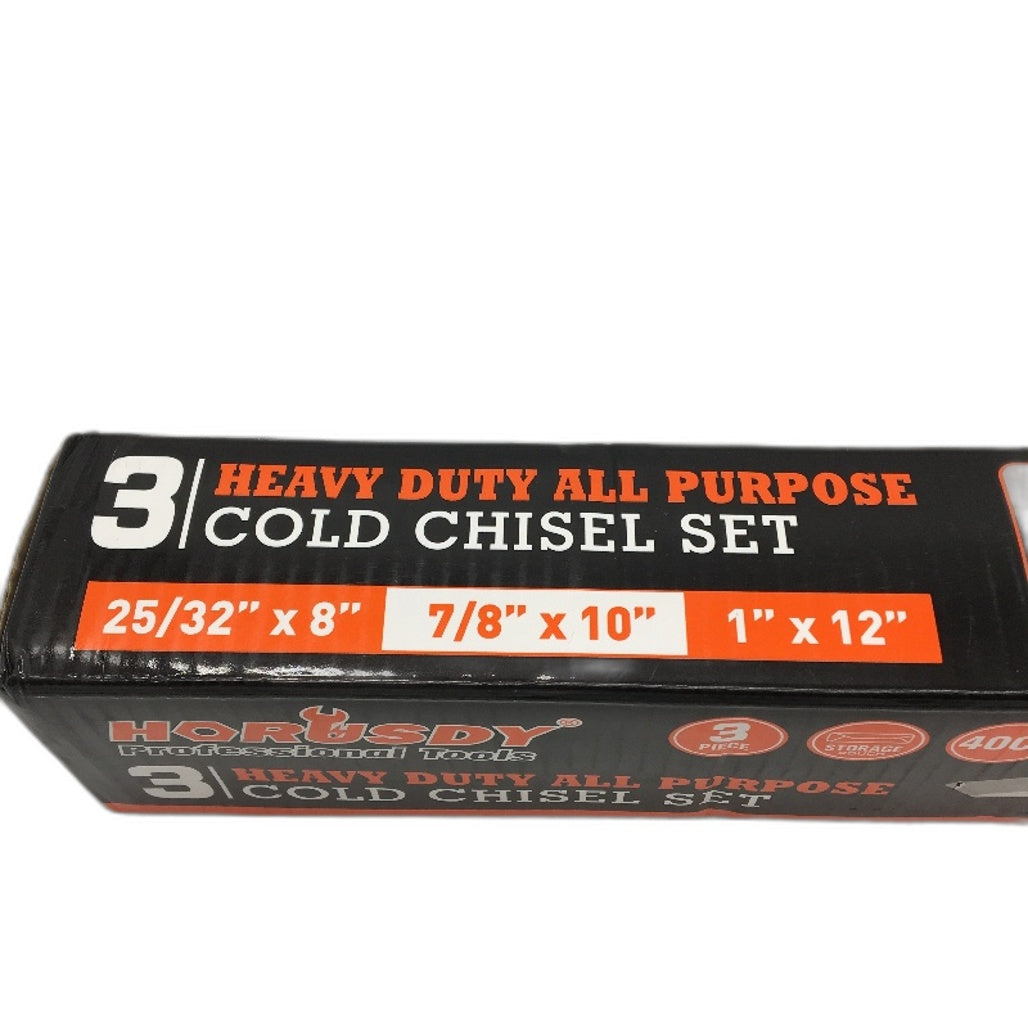 3 HEAVY DUTY ALL PURPOSE
COLD CHISEL SET
25/32” x 8” 7/8” x 10” 1” x 12”
HORUSDY®
Professional Tools
3 PIECE
STORAGE
400
3 HEAVY DUTY ALL PURPOSE
COLD CHISEL SET